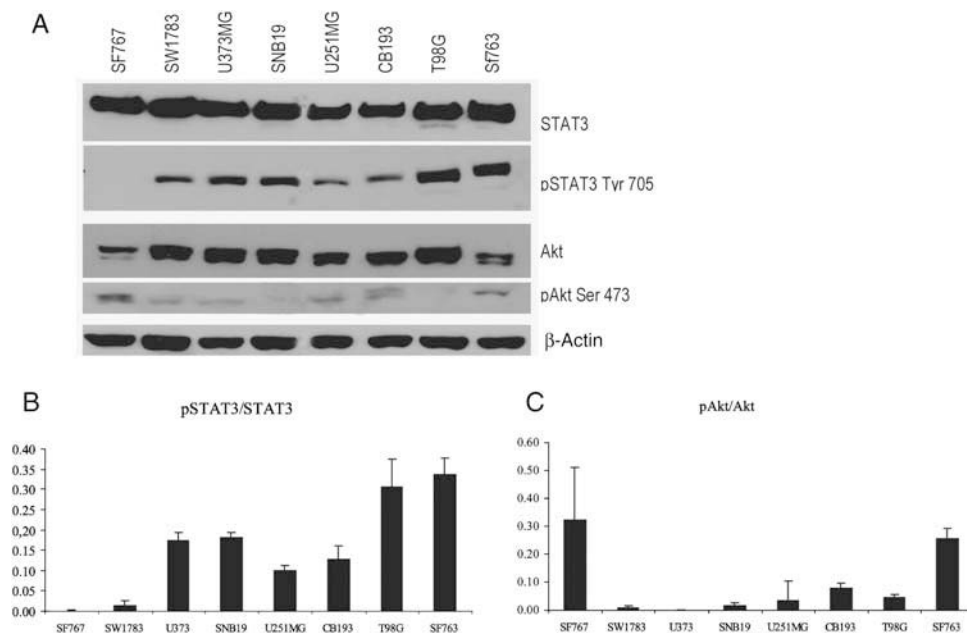 A
SF767 SW1783 U373MG SNB19 U251MG CB193 T98G Sf763
STAT3
pSTAT3 Tyr 705
Akt
pAkt Ser 473
β-Actin
B
pSTAT3/STAT3
0.40
0.35
0.30
0.25
0.20
0.15
0.10
0.05
0.00
SF767 SW1783 U373 SNB19 U251MG CB193 T98G SF763
C
pAkt/Akt
0.60
0.50
0.40
0.30
0.20
0.10
0.00
SF767 SW1783 U373 SNB19 U251MG CB193 T98G SF763